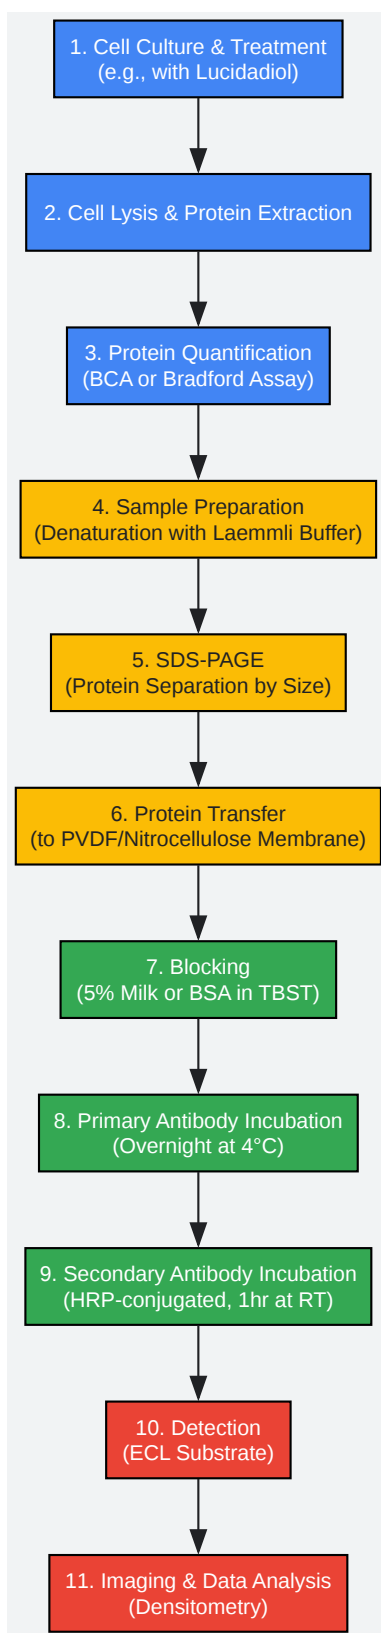 1. Cell Culture & Treatment
(e.g., with Lucidadiol)
2. Cell Lysis & Protein Extraction
3. Protein Quantification
(BCA or Bradford Assay)
4. Sample Preparation
(Denaturation with Laemmli Buffer)
5. SDS-PAGE
(Protein Separation by Size)
6. Protein Transfer
(to PVDF/Nitrocellulose Membrane)
7. Blocking
(5% Milk or BSA in TBST)
8. Primary Antibody Incubation
(Overnight at 4°C)
9. Secondary Antibody Incubation
(HRP-conjugated, 1hr at RT)
10. Detection
(ECL Substrate)
11. Imaging & Data Analysis
(Densitometry)